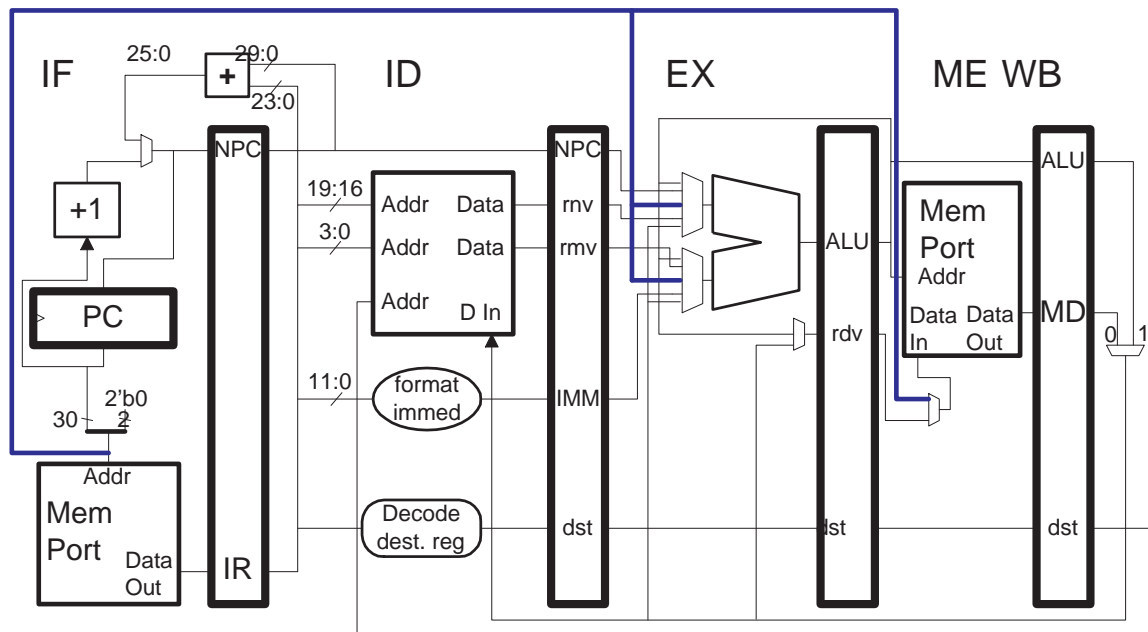 IF
25:0
29:0
+
23:0
ID
EX
ME WB
NPC
NPC
ALU
+1
19:16
Addr
Data
rnv
Mem
Port
3:0
Addr
Data
rmv
ALU
Addr
PC
Addr
D In
rdv
Data
In
Data
Out
MD
0
1
11:0
format
immed
IMM
2'b0
30
2
Addr
Mem
Port
Data
Out
IR
Decode
dest. reg
dst
dst
dst